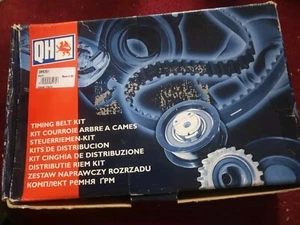 QH
TIMING BELT KIT
KIT COURROIE ARBRE A CAMES
STEUERRIEMEN-KIT
KITS DE DISTRIBUCION
KIT CINGHIA DE DISTRIBUZIONE
DISTRIBUTIE RIEM KIT
ZESTAW NAPRAWCZY ROZRZADU
КОМПЛЕКТ РЕМНЯ ГРМ